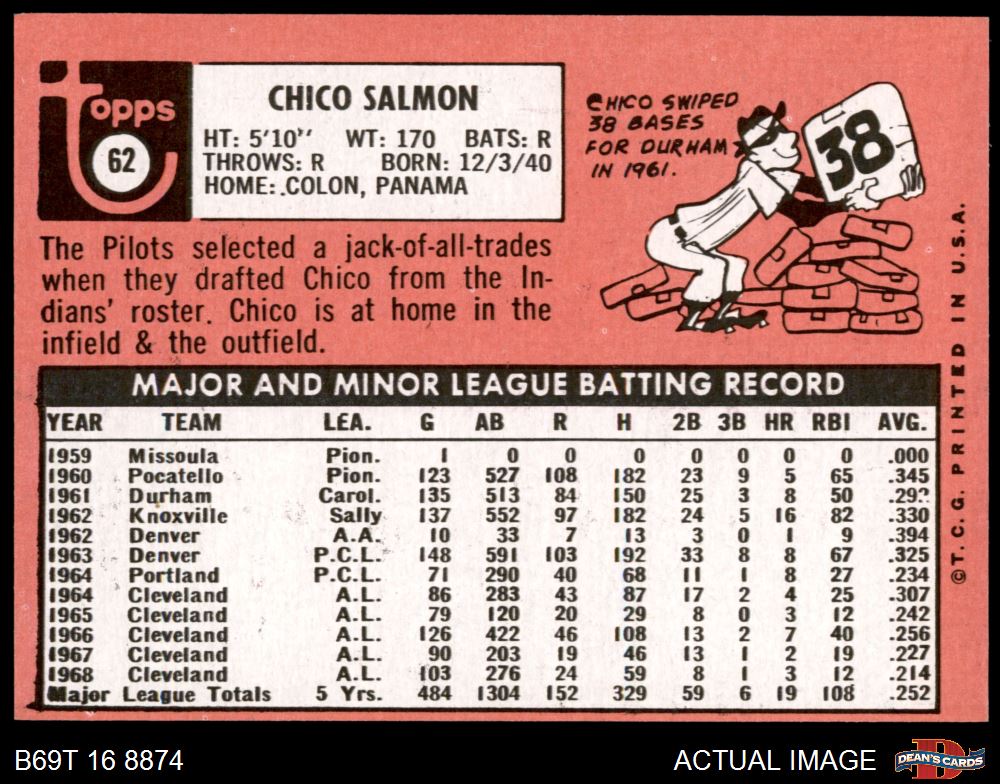 Topps
62
CHICO SALMON
HT: 5'10" WT: 170 BATS: R
THROWS: R BORN: 12/3/40
HOME: COLON, PANAMA
CHICO SWIPED
38 BASES
FOR DURHAM
IN 1961.
38
The Pilots selected a jack-of-all-trades
when they drafted Chico from the In-
dians' roster. Chico is at home in the
infield & the outfield.
MAJOR AND MINOR LEAGUE BATTING RECORD
YEAR TEAM LEA. G AB R H 2B 3B HR RBI AVG.
1959 Missoula Pion. 1 0 0 0 0 0 0 0 .000
1960 Pocatello Pion. 123 527 108 182 23 9 5 65 .345
1961 Durham Carol. 135 513 84 150 25 3 8 50
1962 Knoxville Sally 137 552 97 182 24 5 16 82 .330
1962 Denver A.A. 10 33 7 13 3 0 1 9 .394
1963 Denver P.C.L. 148 591 103 192 33 8 8 67 .325
1964 Portland P.C.L. 71 290 40 68 11 1 8 27 .234
1964 Cleveland A.L. 86 283 43 87 17 2 4 25 .307
1965 Cleveland A.L. 79 120 20 29 8 0 3 12 .242
1966 Cleveland A.L. 126 422 46 108 13 2 7 40 .256
1967 Cleveland A.L. 90 203 19 46 13 1 2 19 .227
1968 Cleveland A.L. 103 276 24 59 8 1 3 12 .214
Major League Totals 5 Yrs. 484 1304 152 329 59 6 19 108 .252
©T.C.G. PRINTED IN U.S.A.
B69T 16 8874
ACTUAL IMAGE
DEAN'S CARDS